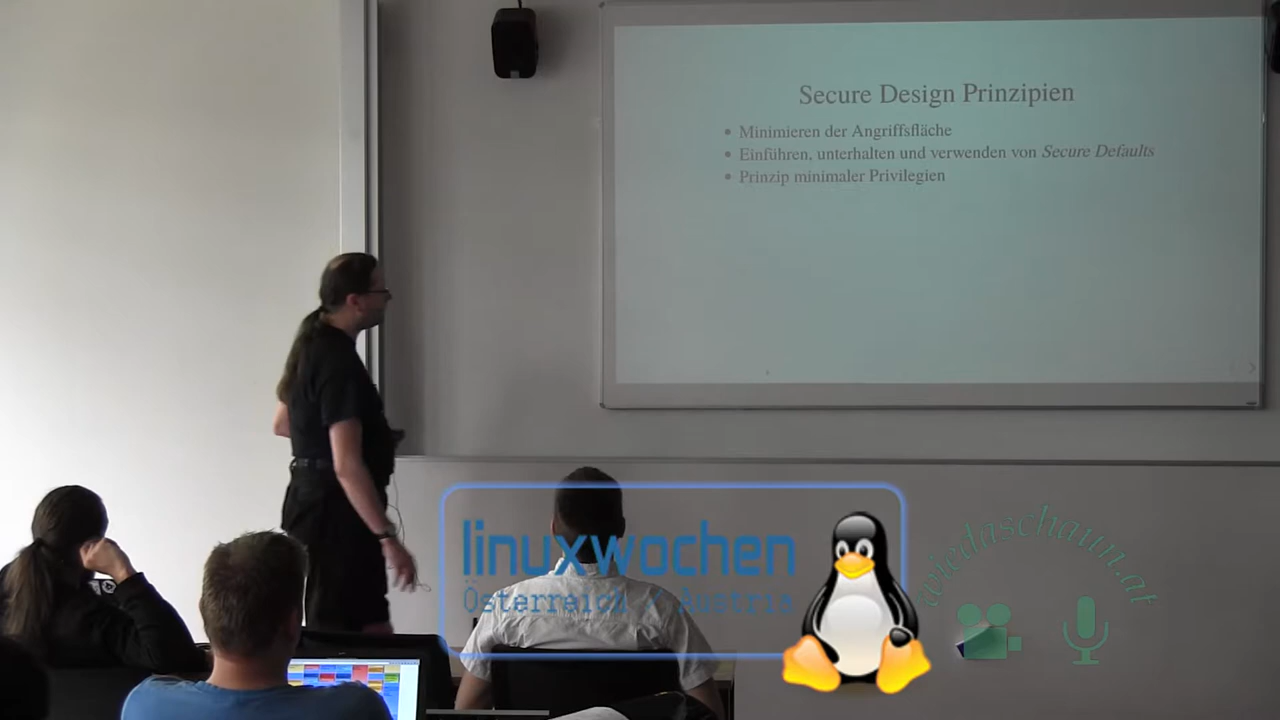 Secure Design Prinzipien
• Minimieren der Angriffsfläche
• Einführen, unterhalten und verwenden von Secure Defaults
• Prinzip minimaler Privilegien
linuxwochen
Österreich / Austria
wiedaschaun.at